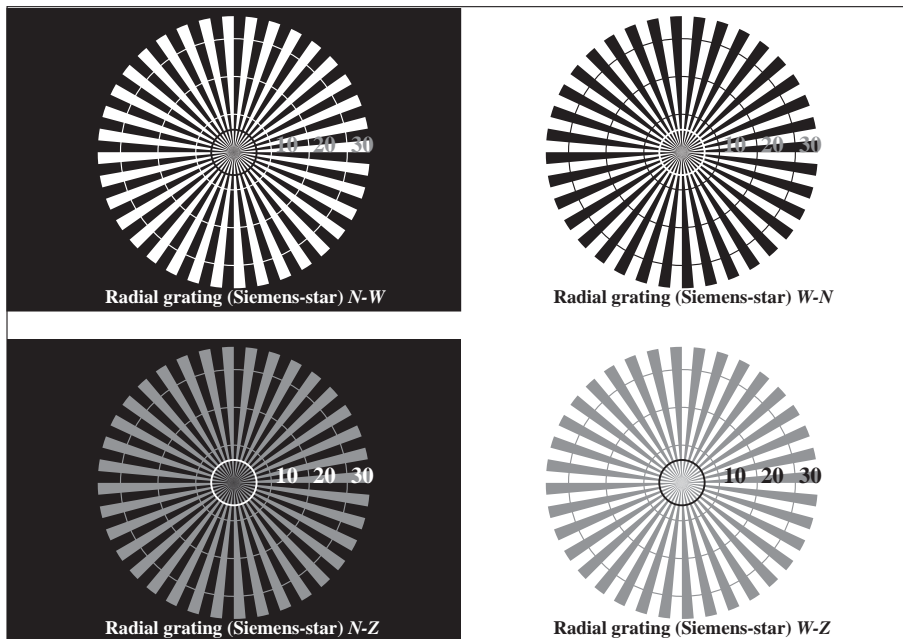 10 20 30
Radial grating (Siemens-star) N-W
10 20 30
Radial grating (Siemens-star) W-N
10 20 30
Radial grating (Siemens-star) N-Z
10 20 30
Radial grating (Siemens-star) W-Z